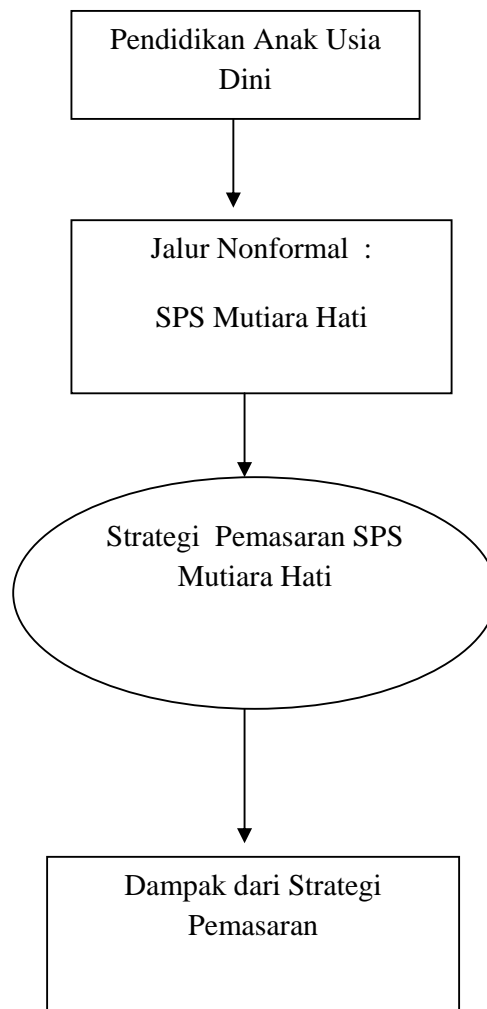 Pendidikan Anak Usia
Dini
Jalur Nonformal  :
SPS Mutiara Hati
Strategi  Pemasaran SPS
Mutiara Hati
Dampak dari Strategi
Pemasaran